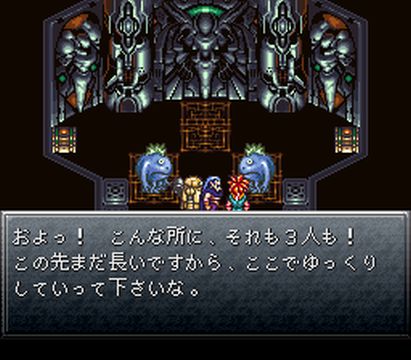 およっ！　こんな所に、それも３人も！
この先まだ長いですから、ここでゆっくり
していって下さいな。